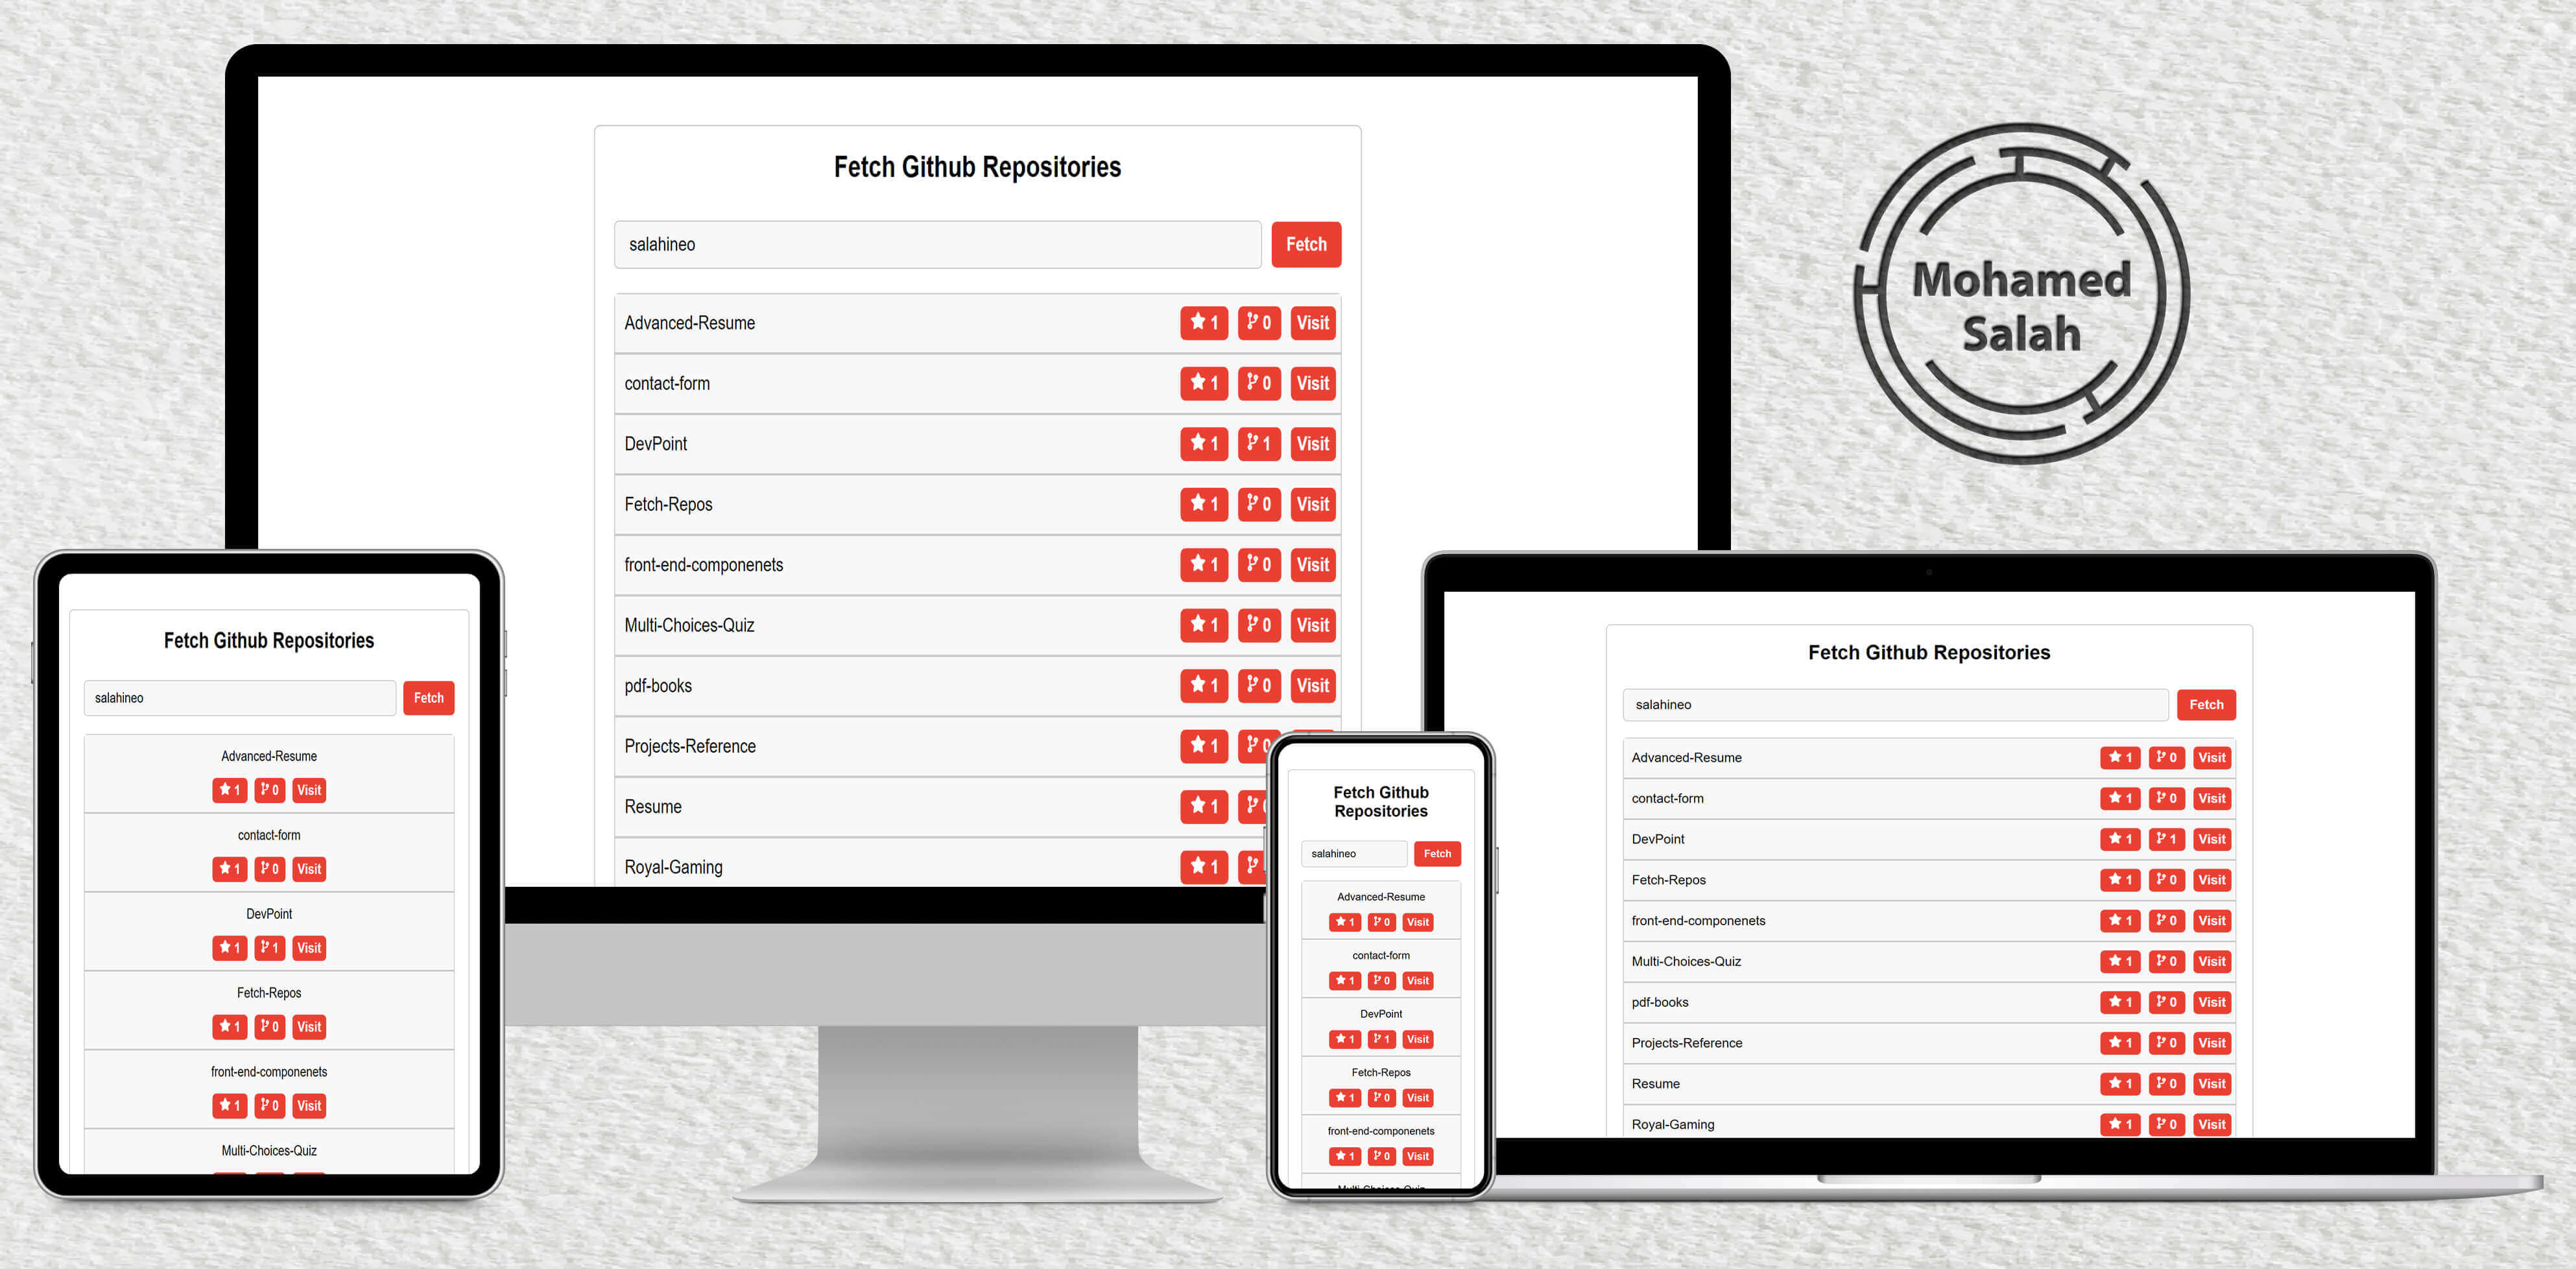 Fetch Github Repositories
salahineo
Fetch
Advanced-Resume
1 0 Visit
contact-form
1 0 Visit
DevPoint
1 1 Visit
Fetch-Repos
1 0 Visit
front-end-componenets
1 0 Visit
Multi-Choices-Quiz
1 0 Visit
pdf-books
1 0 Visit
Projects-Reference
1 0
Resume
1
Royal-Gaming
1
Mohamed
Salah
Fetch Github Repositories
salahineo
Fetch
Advanced-Resume
1 0 Visit
contact-form
1 0 Visit
DevPoint
1 1 Visit
Fetch-Repos
1 0 Visit
front-end-componenets
1 0 Visit
Multi-Choices-Quiz
Fetch Github
Repositories
salahineo
Fetch
Advanced-Resume
1 0 Visit
contact-form
1 0 Visit
DevPoint
1 1 Visit
Fetch-Repos
1 0 Visit
front-end-componenets
1 0 Visit
Multi-Choices-Quiz
Fetch Github Repositories
salahineo
Fetch
Advanced-Resume
1 0 Visit
contact-form
1 0 Visit
DevPoint
1 1 Visit
Fetch-Repos
1 0 Visit
front-end-componenets
1 0 Visit
Multi-Choices-Quiz
1 0 Visit
pdf-books
1 0 Visit
Projects-Reference
1 0 Visit
Resume
1 0 Visit
Royal-Gaming
1 0 Visit